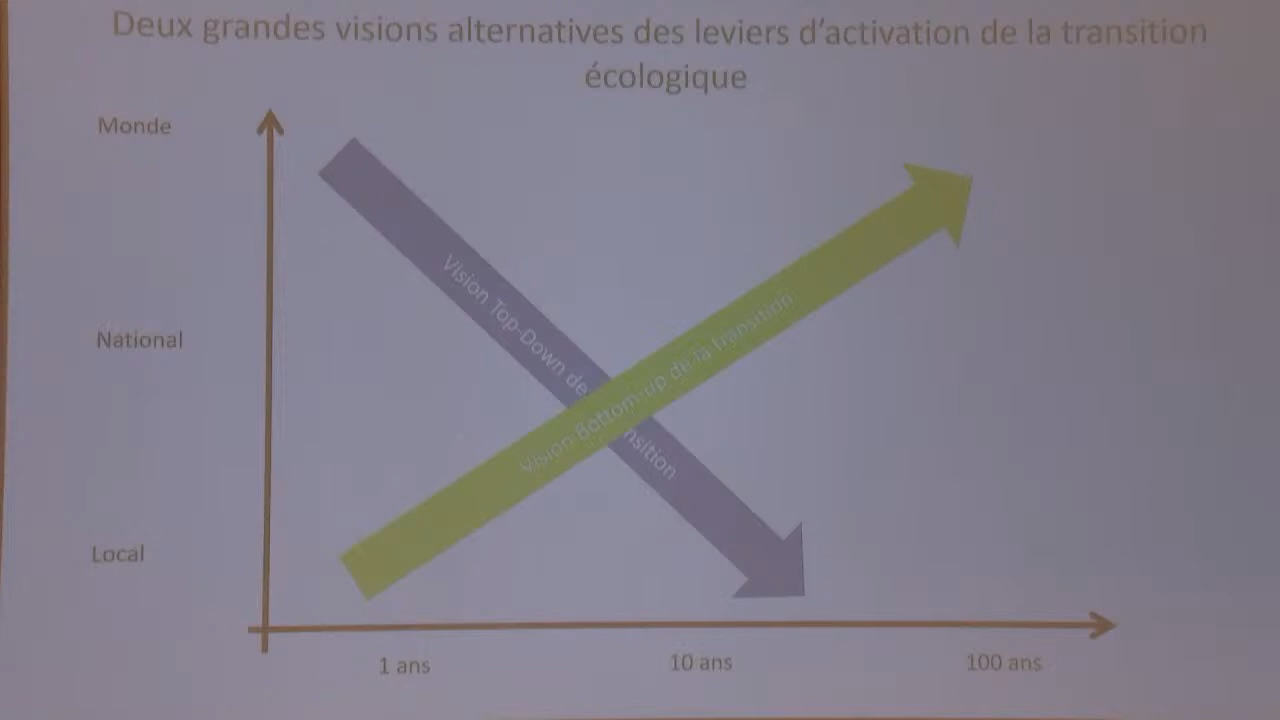 Deux grandes visions alternatives des leviers d’activation de la transition
écologique
Monde
National
Local
Vision Top-Down de nsition
Vision Bottom-up de la transition
1 ans
10 ans
100 ans